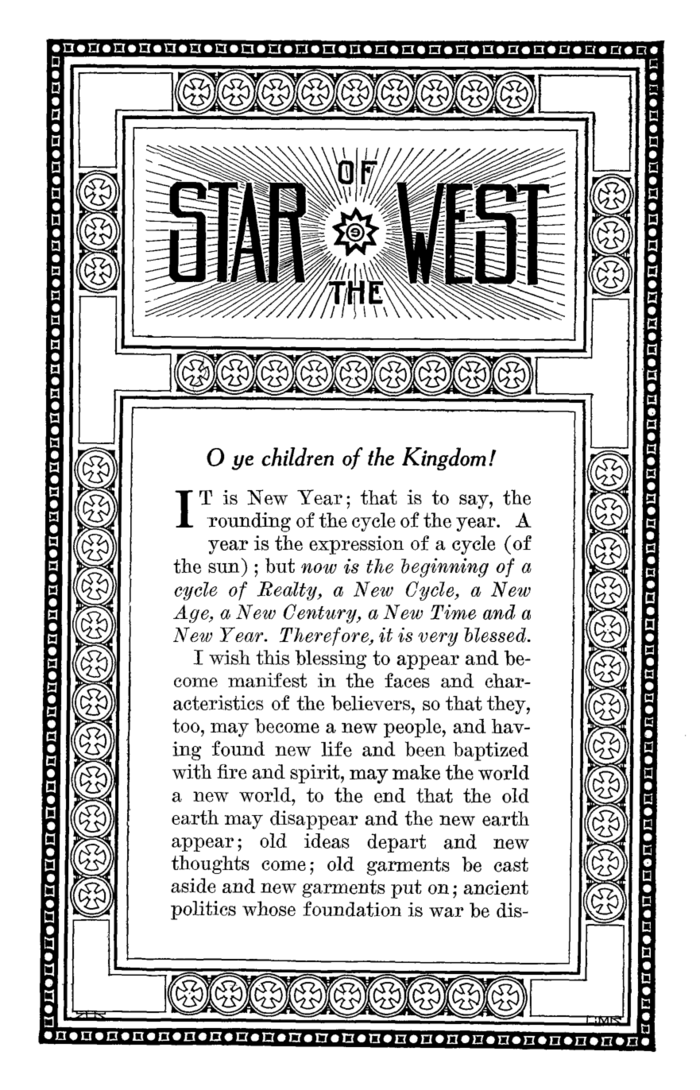 STAR OF THE WEST
9
O ye children of the Kingdom!
IT is New Year; that is to say, the
rounding of the cycle of the year. A
year is the expression of a cycle (of
the sun); but now is the beginning of a
cycle of Realty, a New Cycle, a New
Age, a New Century, a New Time and a
New Year. Therefore, it is very blessed.
I wish this blessing to appear and be-
come manifest in the faces and char-
acteristics of the believers, so that they,
too, may become a new people, and hav-
ing found new life and been baptized
with fire and spirit, may make the world
a new world, to the end that the old
earth may disappear and the new earth
appear; old ideas depart and new
thoughts come; old garments be cast
aside and new garments put on; ancient
politics whose foundation is war be dis-